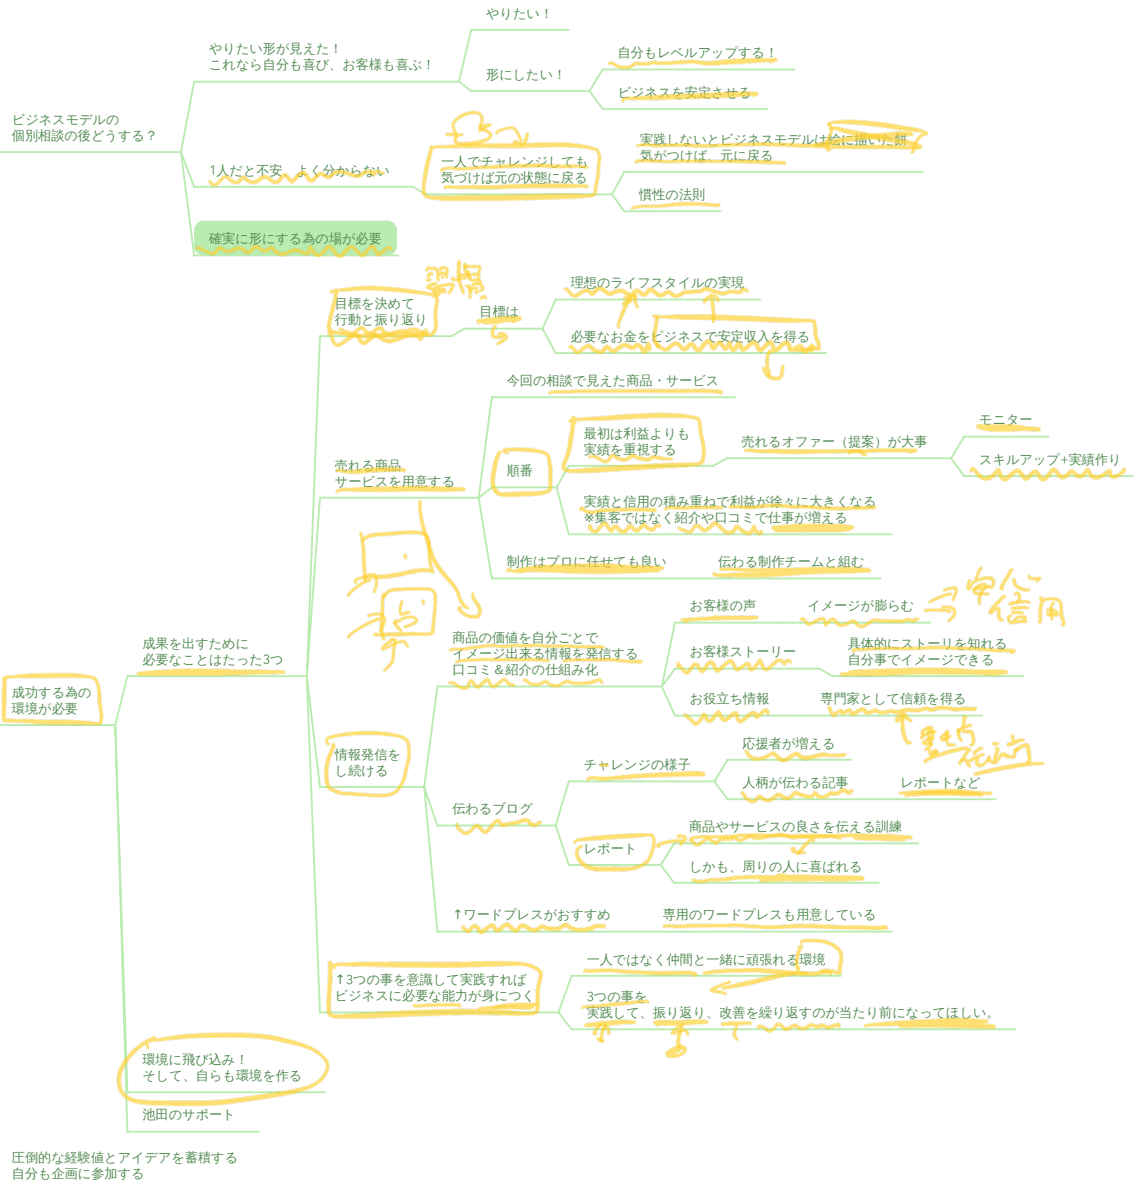 ビジネスモデルの
個別相談の後どうする？
やりたい形が見えた！
これなら自分も喜び、お客様も喜ぶ！
やりたい！
形にしたい！
自分もレベルアップする！
ビジネスを安定させる
1人だと不安　よく分からない
一人でチャレンジしても
気づけば元の状態に戻る
実践しないとビジネスモデルは絵に描いた餅
気がつけば、元に戻る
慣性の法則
確実に形にする為の場が必要
成功する為の
環境が必要
成果を出すために
必要なことはたった3つ
目標を決めて
行動と振り返り
習慣
目標は
理想のライフスタイルの実現
必要なお金をビジネスで安定収入を得る
売れる商品
サービスを用意する
今回の相談で見えた商品・サービス
順番
最初は利益よりも
実績を重視する
売れるオファー（提案）が大事
モニター
スキルアップ+実績作り
実績と信用の積み重ねで利益が徐々に大きくなる
※集客ではなく紹介や口コミで仕事が増える
制作はプロに任せても良い
伝わる制作チームと組む
情報発信を
し続ける
商品の価値を自分ごとで
イメージ出来る情報を発信する
口コミ＆紹介の仕組み化
お客様の声
イメージが膨らむ
安心
信用
お客様ストーリー
具体的にストーリを知れる
自分事でイメージできる
お役立ち情報
専門家として信頼を得る
伝わるブログ
チャレンジの様子
応援者が増える
人柄が伝わる記事
レポートなど
レポート
商品やサービスの良さを伝える訓練
しかも、周りの人に喜ばれる
↑ワードプレスがおすすめ
専用のワードプレスも用意している
↑3つの事を意識して実践すれば
ビジネスに必要な能力が身につく
一人ではなく仲間と一緒に頑張れる環境
3つの事を
実践して、振り返り、改善を繰り返すのが当たり前になってほしい。
環境に飛び込み！
そして、自らも環境を作る
池田のサポート
圧倒的な経験値とアイデアを蓄積する
自分も企画に参加する